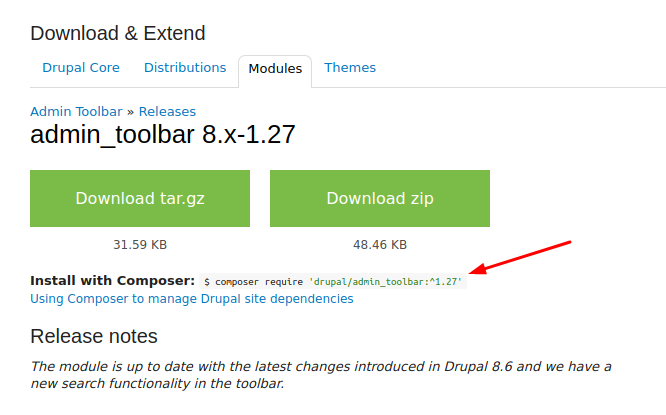 Download & Extend
Drupal Core Distributions Modules Themes
Admin Toolbar » Releases
admin_toolbar 8.x-1.27
Download tar.gz Download zip
31.59 KB 48.46 KB
Install with Composer: $ composer require 'drupal/admin_toolbar:^1.27'
Using Composer to manage Drupal site dependencies
Release notes
The module is up to date with the latest changes introduced in Drupal 8.6 and we have a
new search functionality in the toolbar.